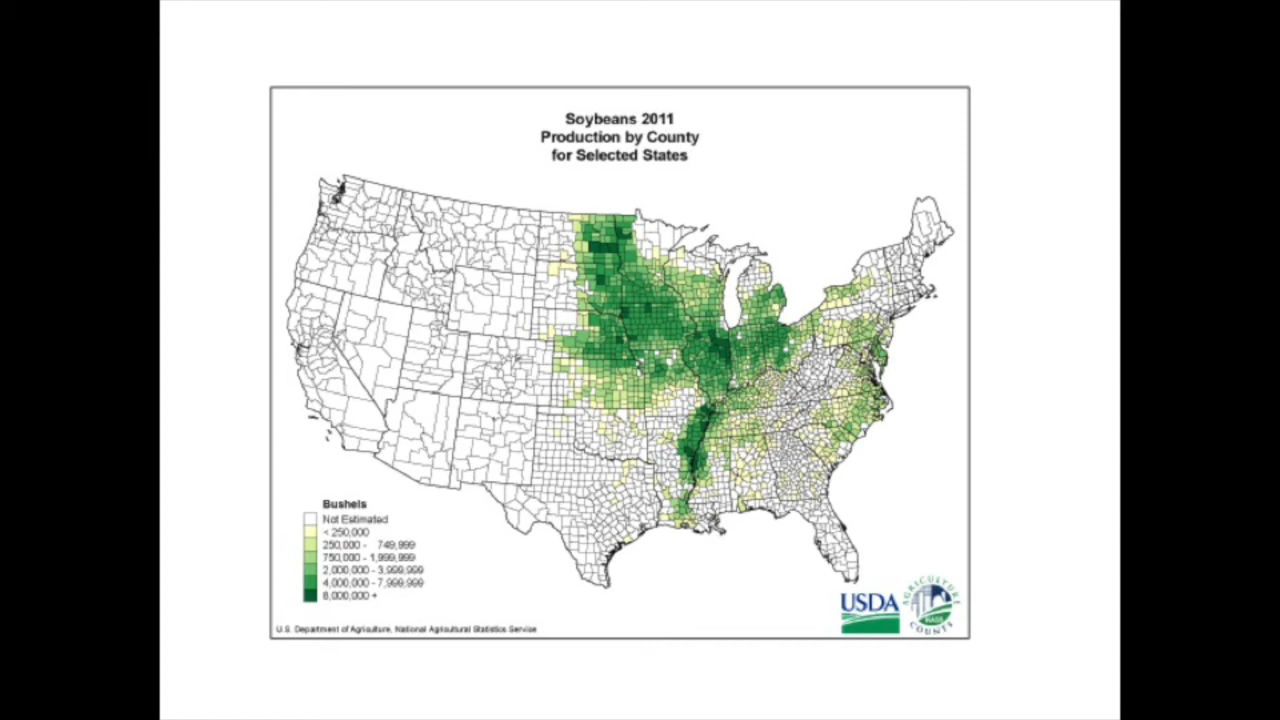 Soybeans 2011
Production by County
for Selected States
Bushels
Not Estimated
< 250,000
250,000 - 749,999
750,000 - 1,999,999
2,000,000 - 3,999,999
4,000,000 - 7,999,999
8,000,000 +
U.S. Department of Agriculture, National Agricultural Statistics Service
USDA
AGRICULTURE
NASS
COUNTS